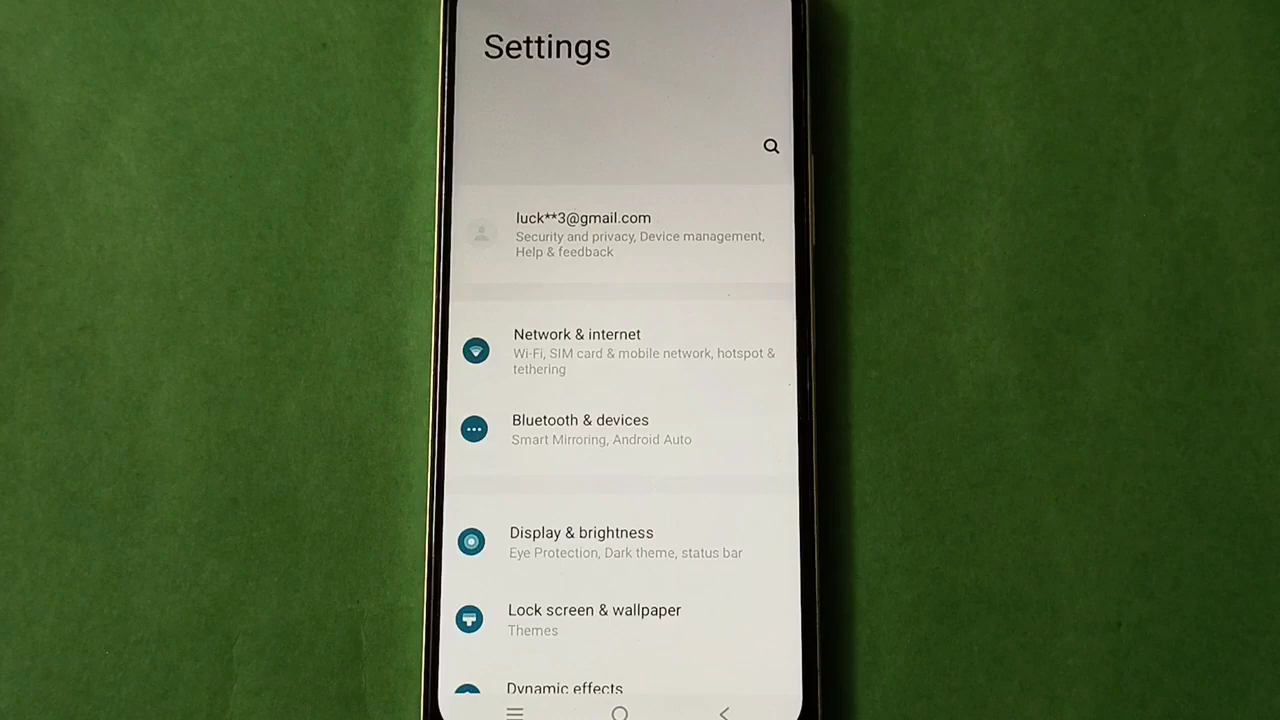 Settings
luck**3@gmail.com
Security and privacy, Device management,
Help & feedback
Network & internet
Wi-Fi, SIM card & mobile network, hotspot &
tethering
Bluetooth & devices
Smart Mirroring, Android Auto
Display & brightness
Eye Protection, Dark theme, status bar
Lock screen & wallpaper
Themes
Dynamic effects